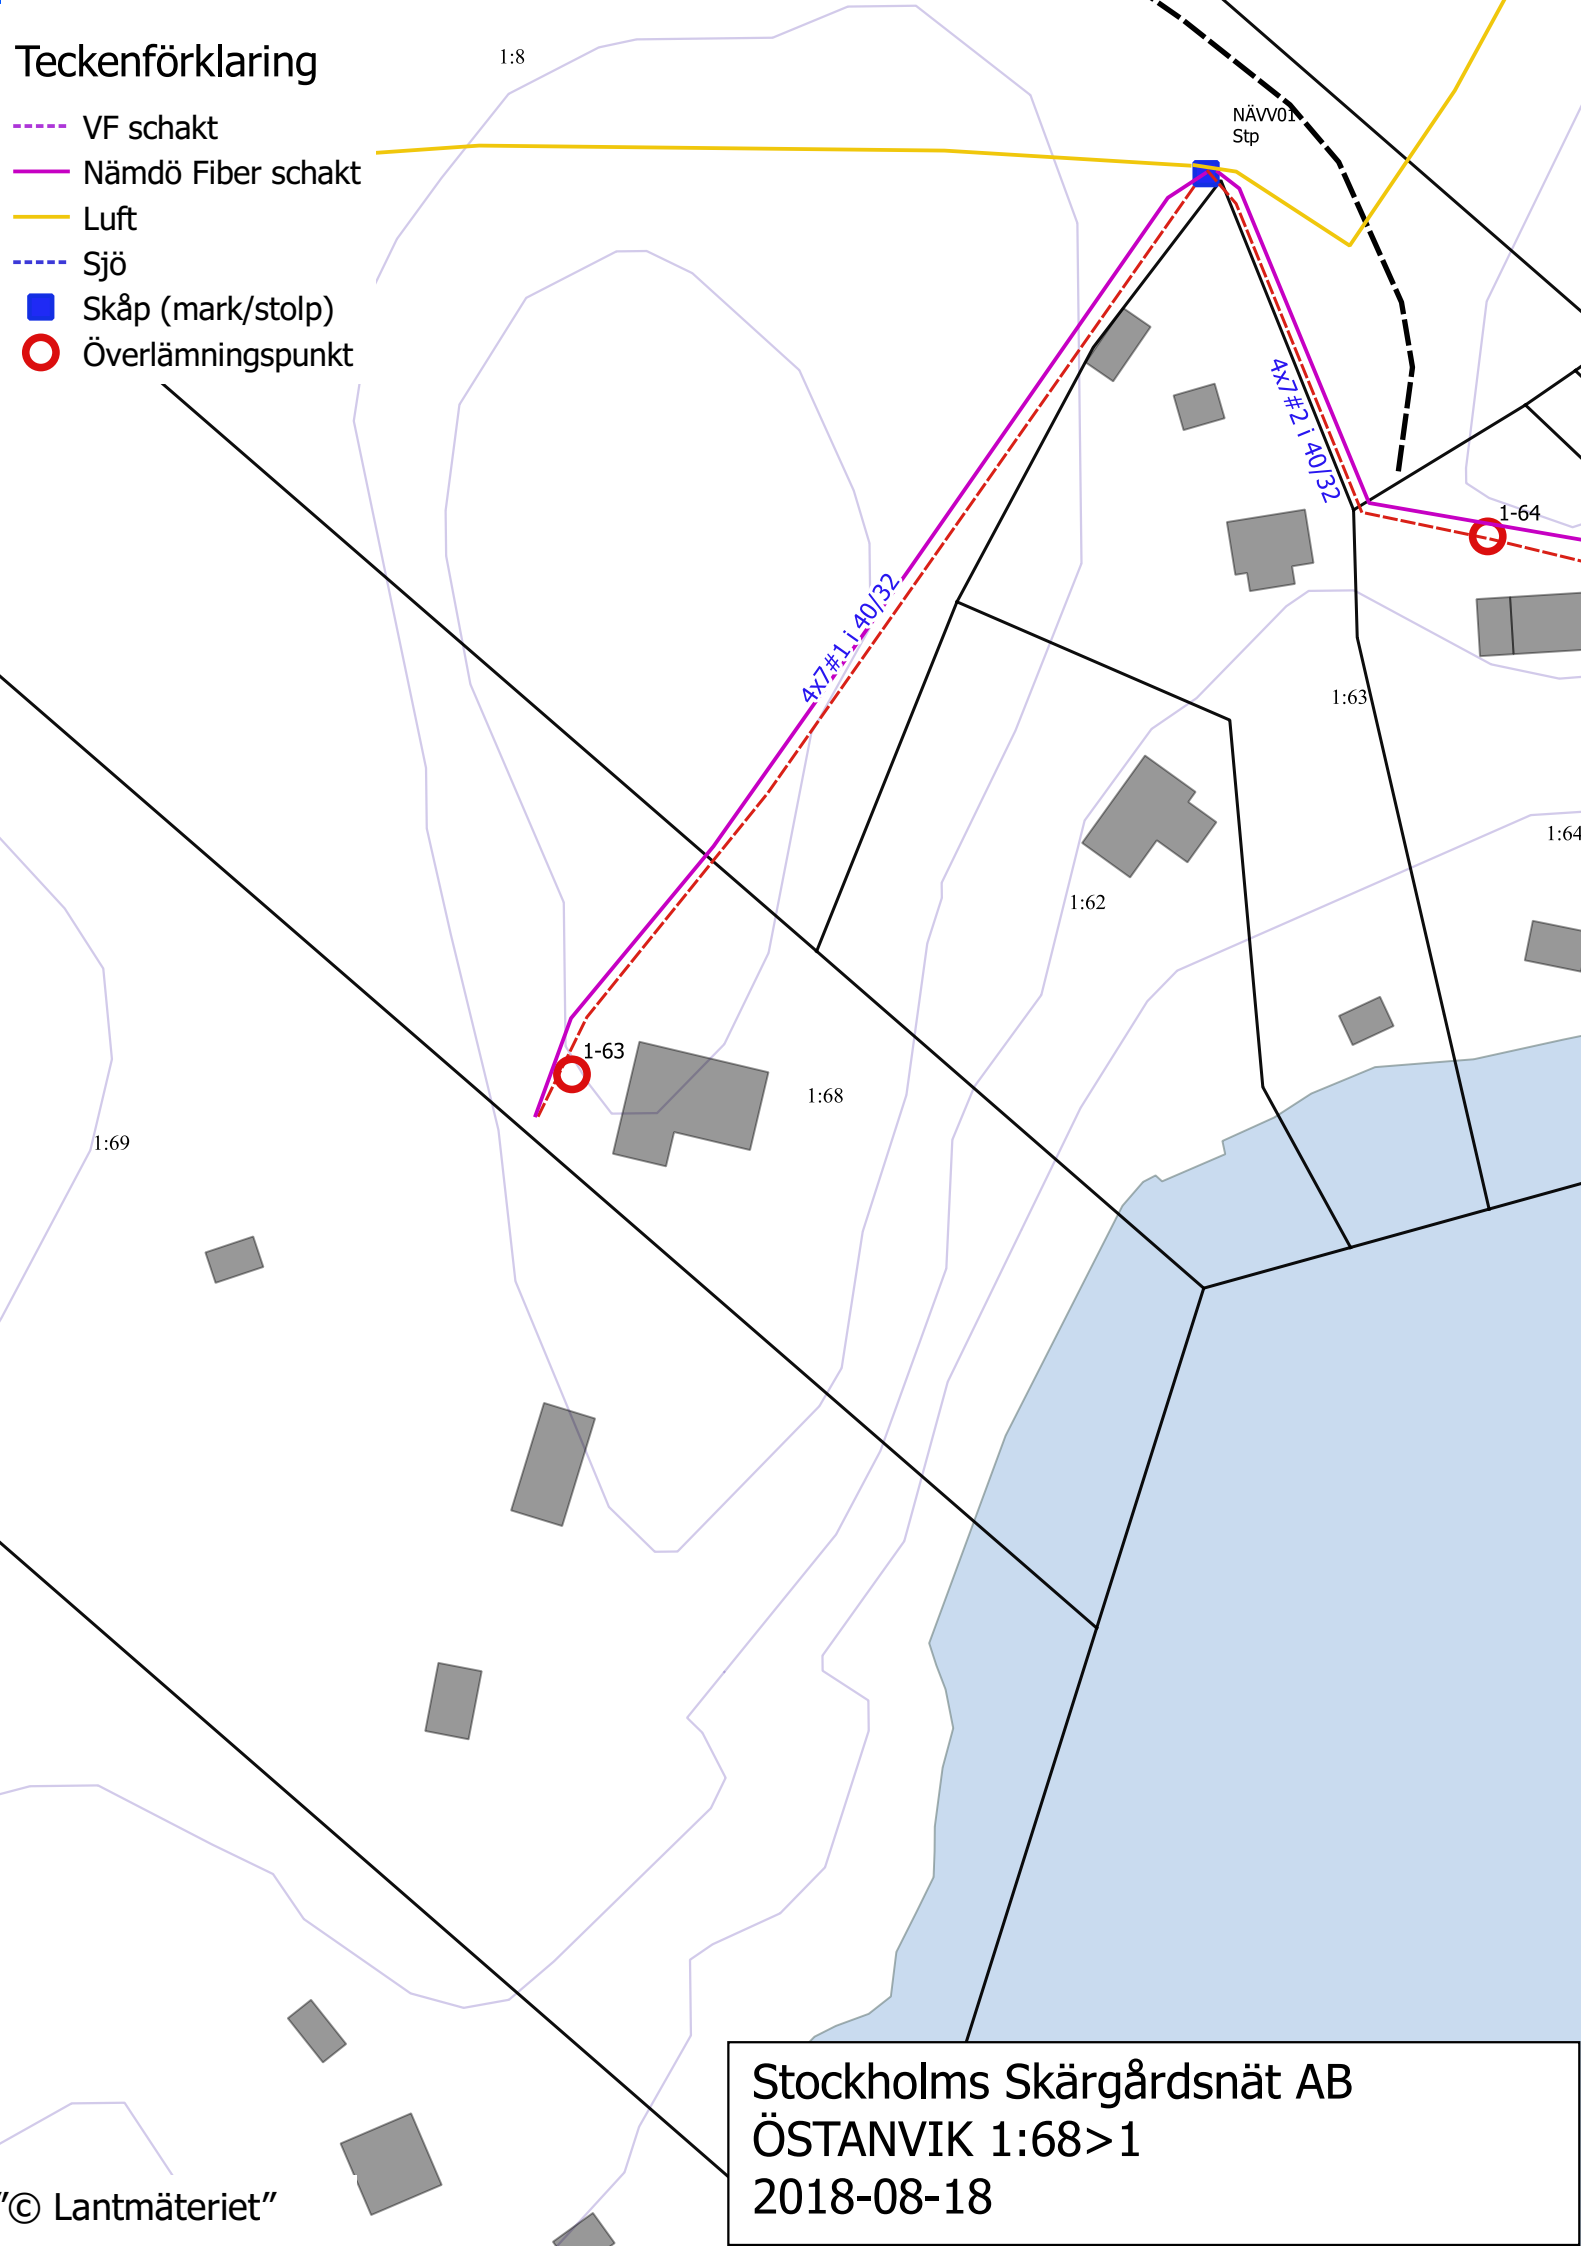 Teckenförklaring
VF schakt
Nämdö Fiber schakt
Luft
Sjö
Skåp (mark/stolp)
Överlämningspunkt
1:8
NÄVV01
Stp
4x7#2 i 40/32
1-64
4x7#1 i 40/32
1:63
1:64
1:62
1-63
1:68
1:69
Stockholms Skärgårdsnät AB
ÖSTANVIK 1:68>1
2018-08-18
"© Lantmäteriet"